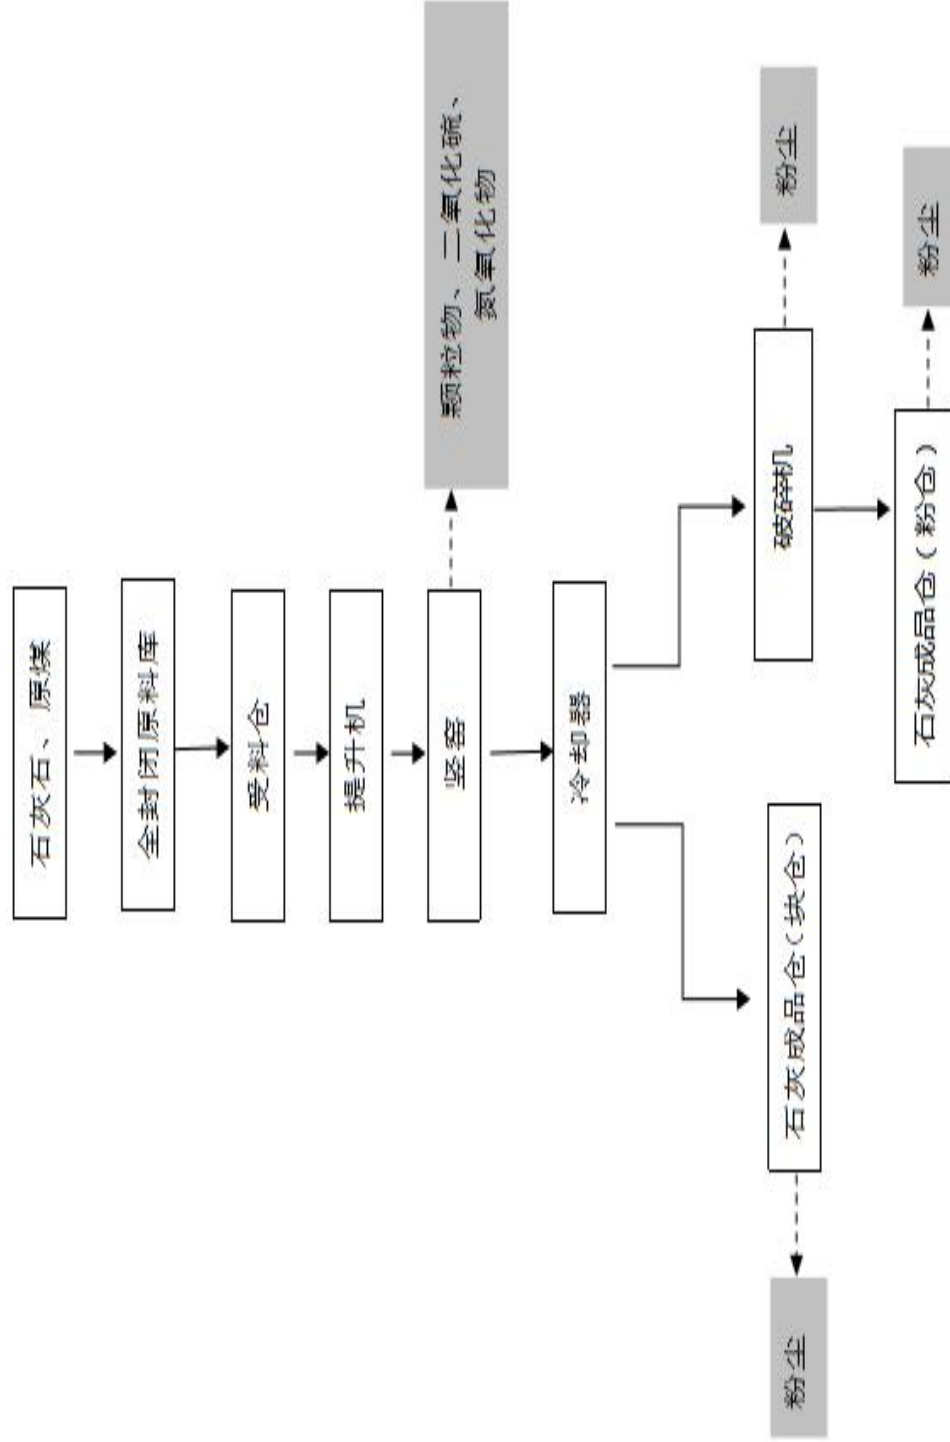 石灰石、原煤
全封闭原料库
受料仓
提升机
竖窑
颗粒物、二氧化硫、
氮氧化物
冷却器
石灰成品仓（块仓）
粉尘
破碎机
粉尘
石灰成品仓（粉仓）
粉尘